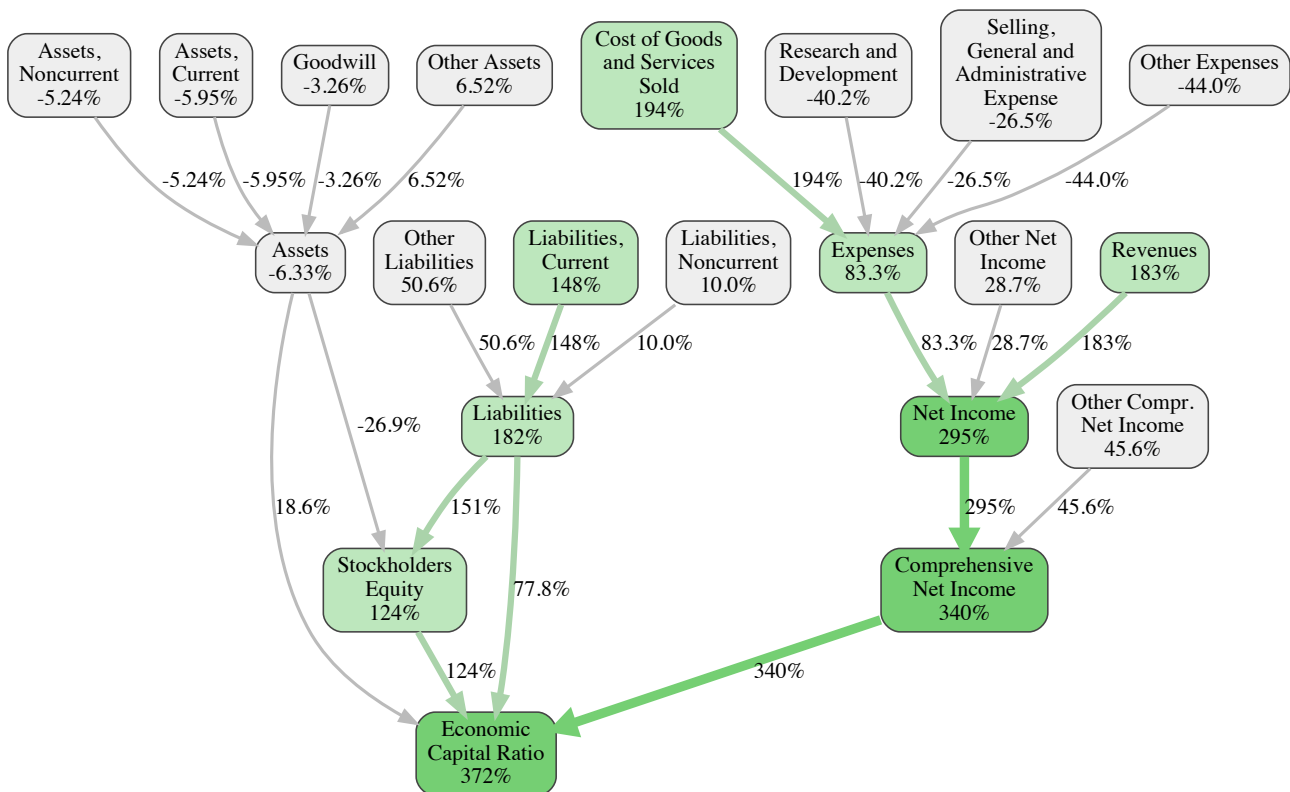 Assets,
Noncurrent
-5.24%
Assets,
Current
-5.95%
Goodwill
-3.26%
Other Assets
6.52%
Cost of Goods
and Services
Sold
194%
Research and
Development
-40.2%
Selling,
General and
Administrative
Expense
-26.5%
Other Expenses
-44.0%
-5.24%
-5.95%
-3.26%
6.52%
194%
-40.2%
-26.5%
-44.0%
Assets
-6.33%
Other
Liabilities
50.6%
Liabilities,
Current
148%
Liabilities,
Noncurrent
10.0%
Expenses
83.3%
Other Net
Income
28.7%
Revenues
183%
50.6%
148%
10.0%
83.3%
28.7%
183%
-26.9%
Liabilities
182%
Net Income
295%
Other Compr.
Net Income
45.6%
18.6%
151%
295%
45.6%
Stockholders
Equity
124%
77.8%
Comprehensive
Net Income
340%
124%
340%
Economic
Capital Ratio
372%